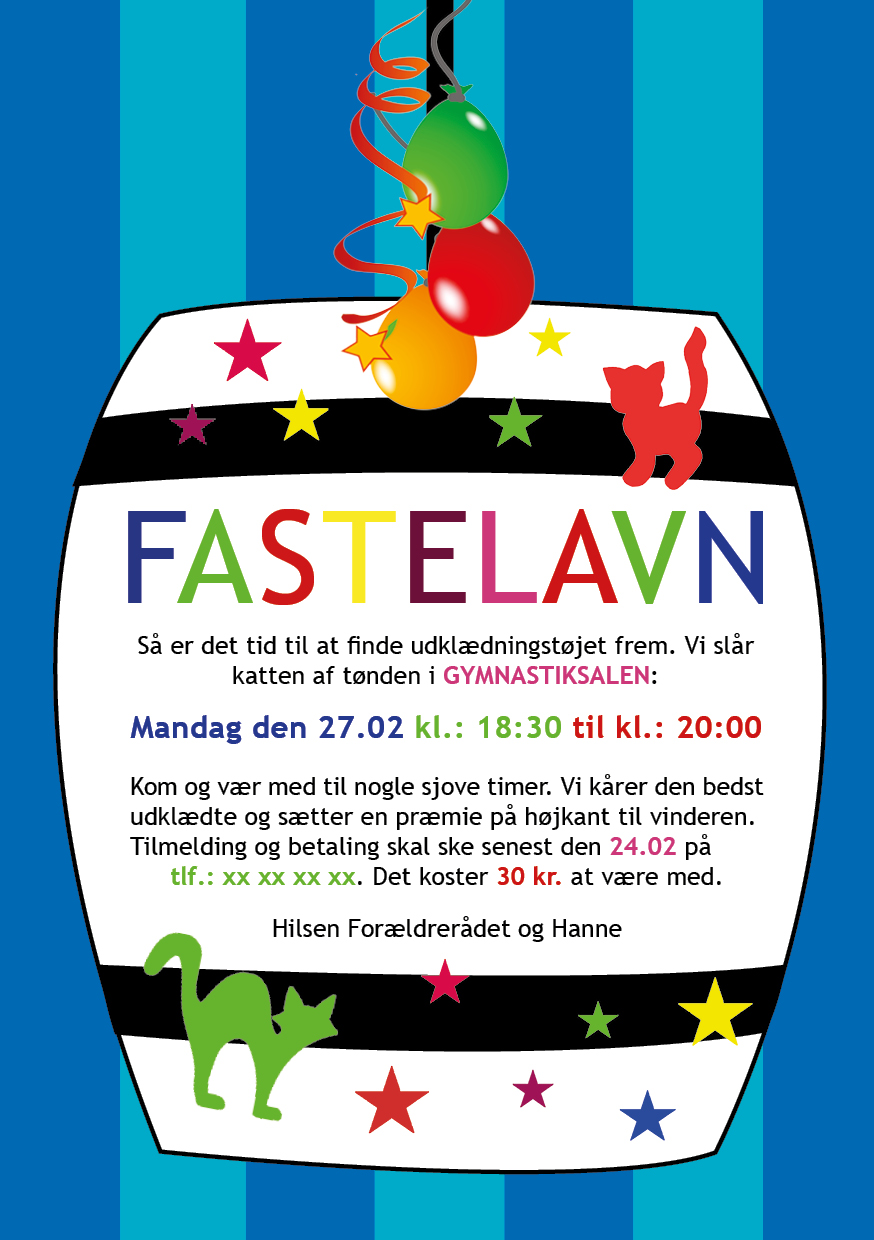 FASTELAVN
Så er det tid til at finde udklædningstøjet frem. Vi slår
katten af tønden i GYMNASTIKSALEN:
Mandag den 27.02 kl.: 18:30 til kl.: 20:00
Kom og vær med til nogle sjove timer. Vi kårer den bedst
udklædte og sætter en præmie på højkant til vinderen.
Tilmelding og betaling skal ske senest den 24.02 på
tlf.: xx xx xx xx. Det koster 30 kr. at være med.
Hilsen Forældrerådet og Hanne